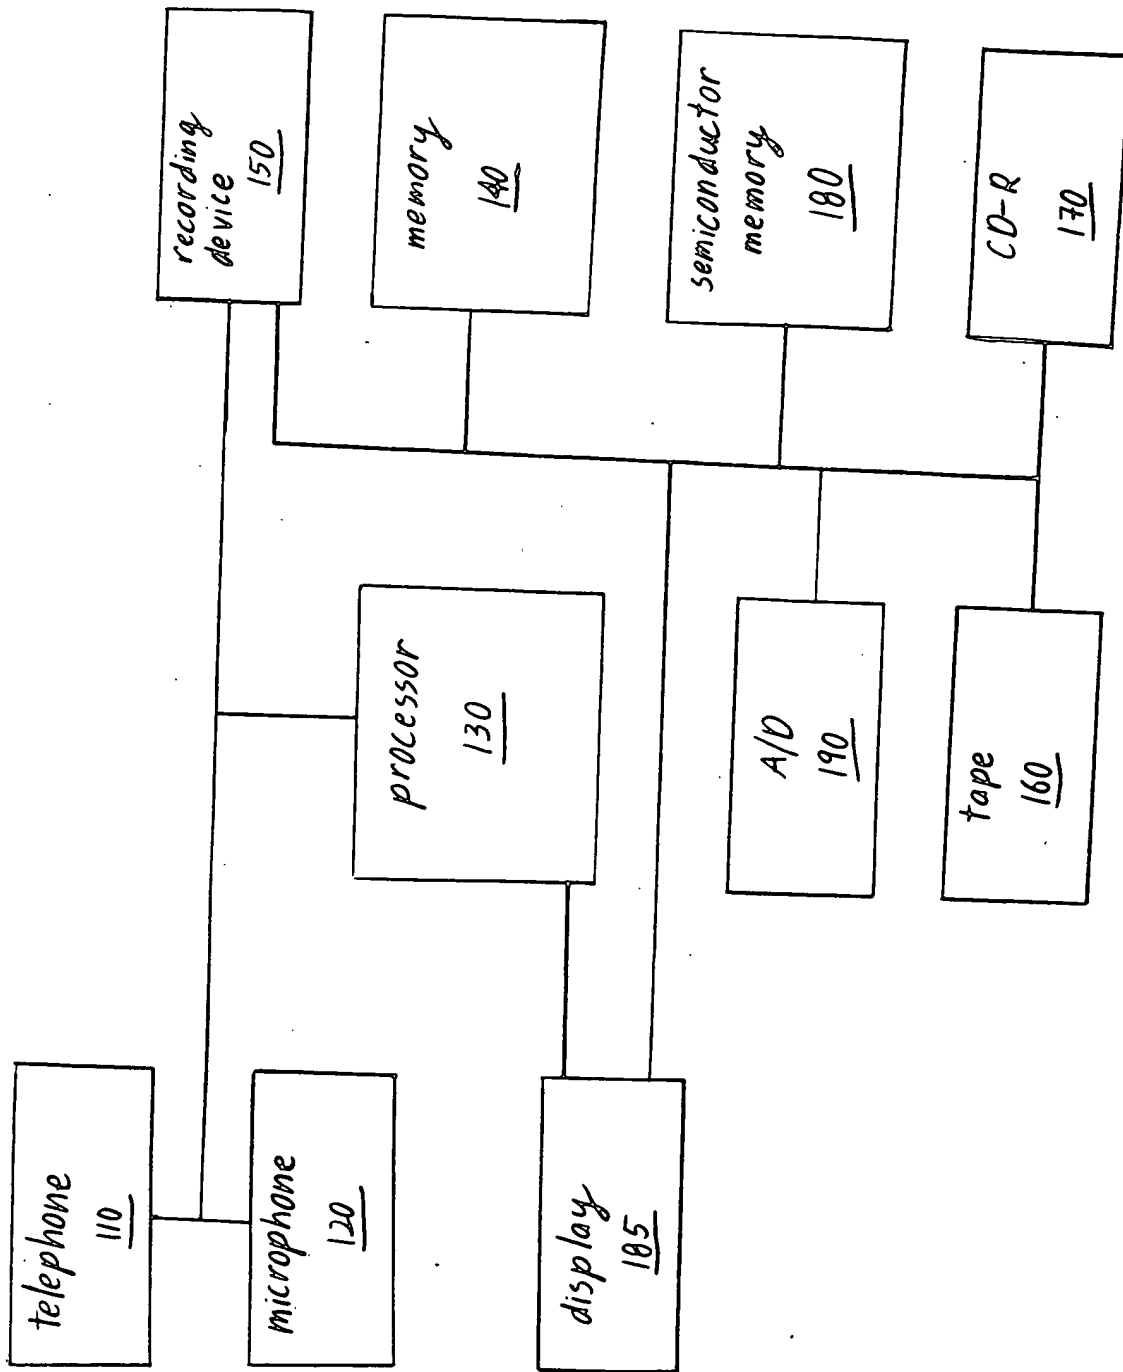 telephone
110
microphone
120
display
185
processor
130
A/D
190
tape
160
recording
device
150
memory
140
semiconductor
memory
180
CD-R
170